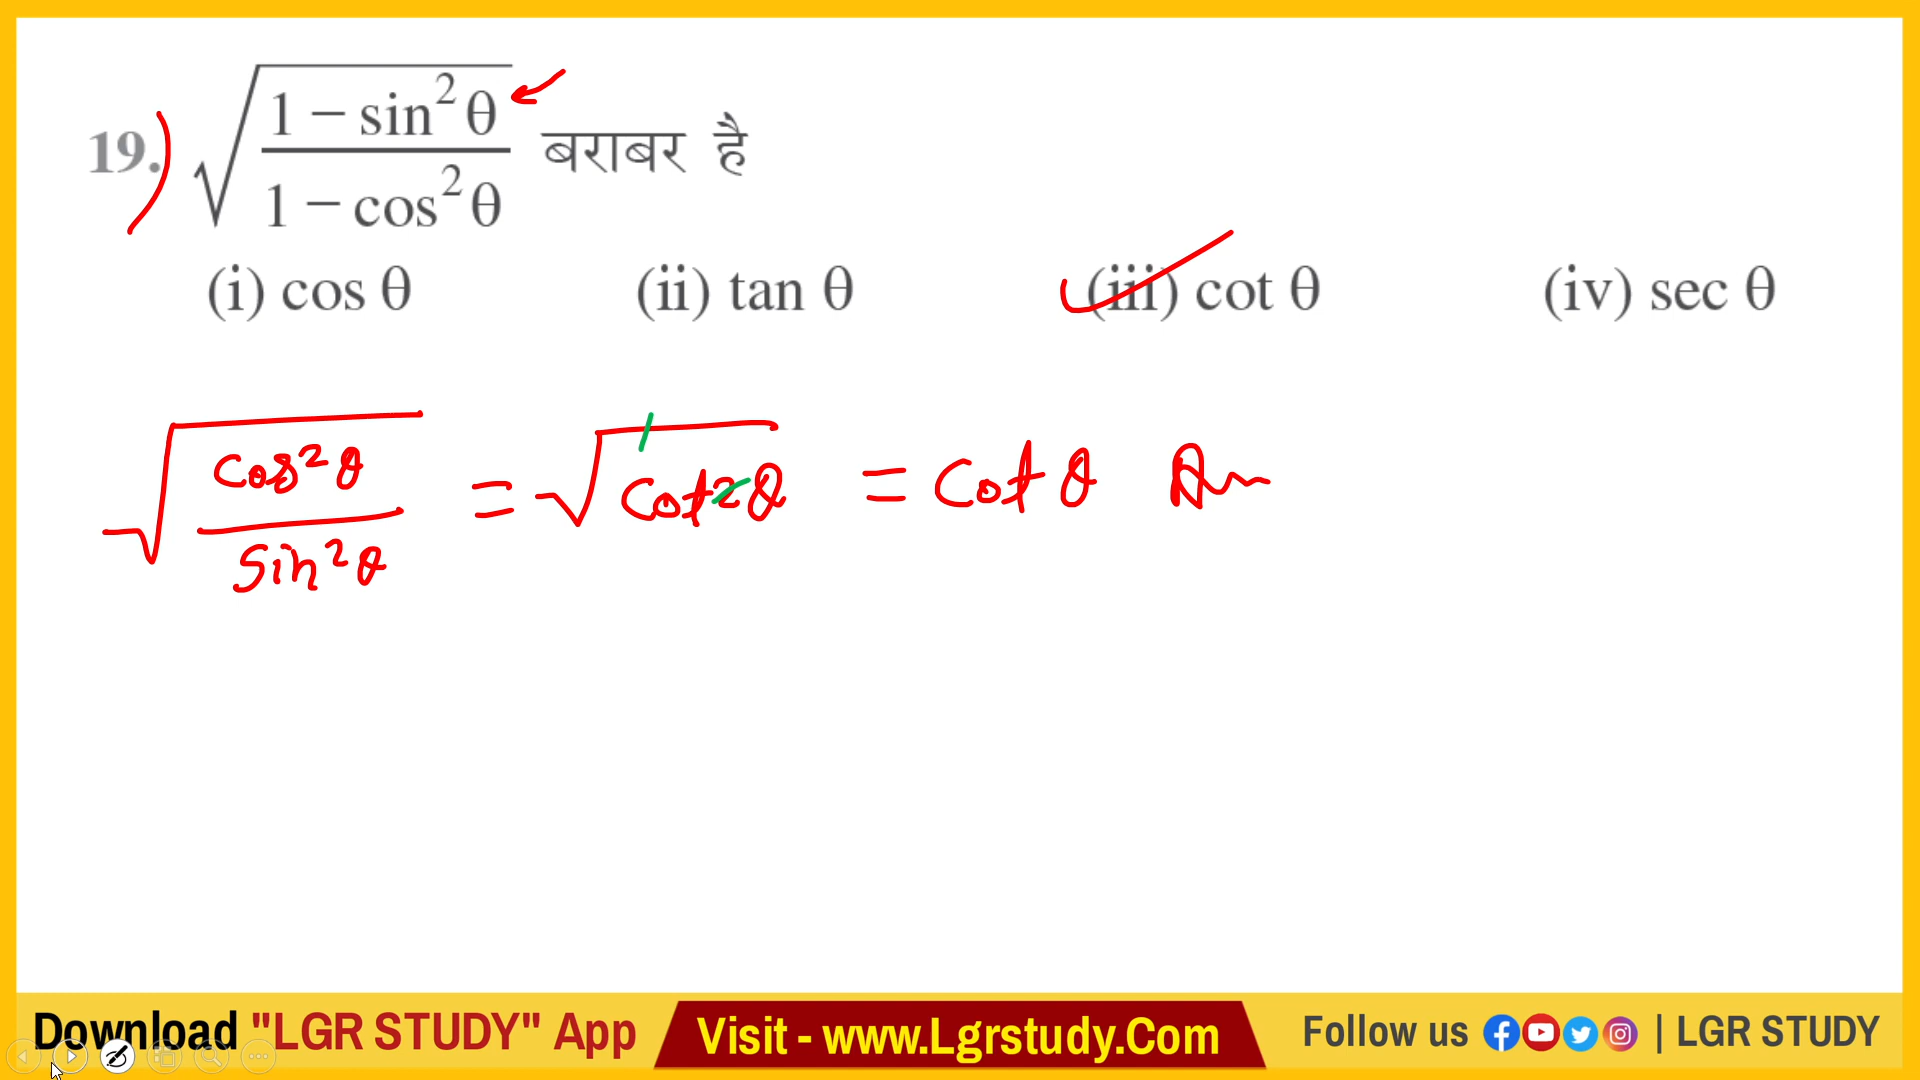 19.) √(1 − sin²θ / 1 − cos²θ) बराबर है
(i) cos θ (ii) tan θ (iii) cot θ (iv) sec θ
√(cos²θ / sin²θ) = √cot²θ = cot θ Ans
Download "LGR STUDY" App Visit - www.Lgrstudy.Com Follow us | LGR STUDY